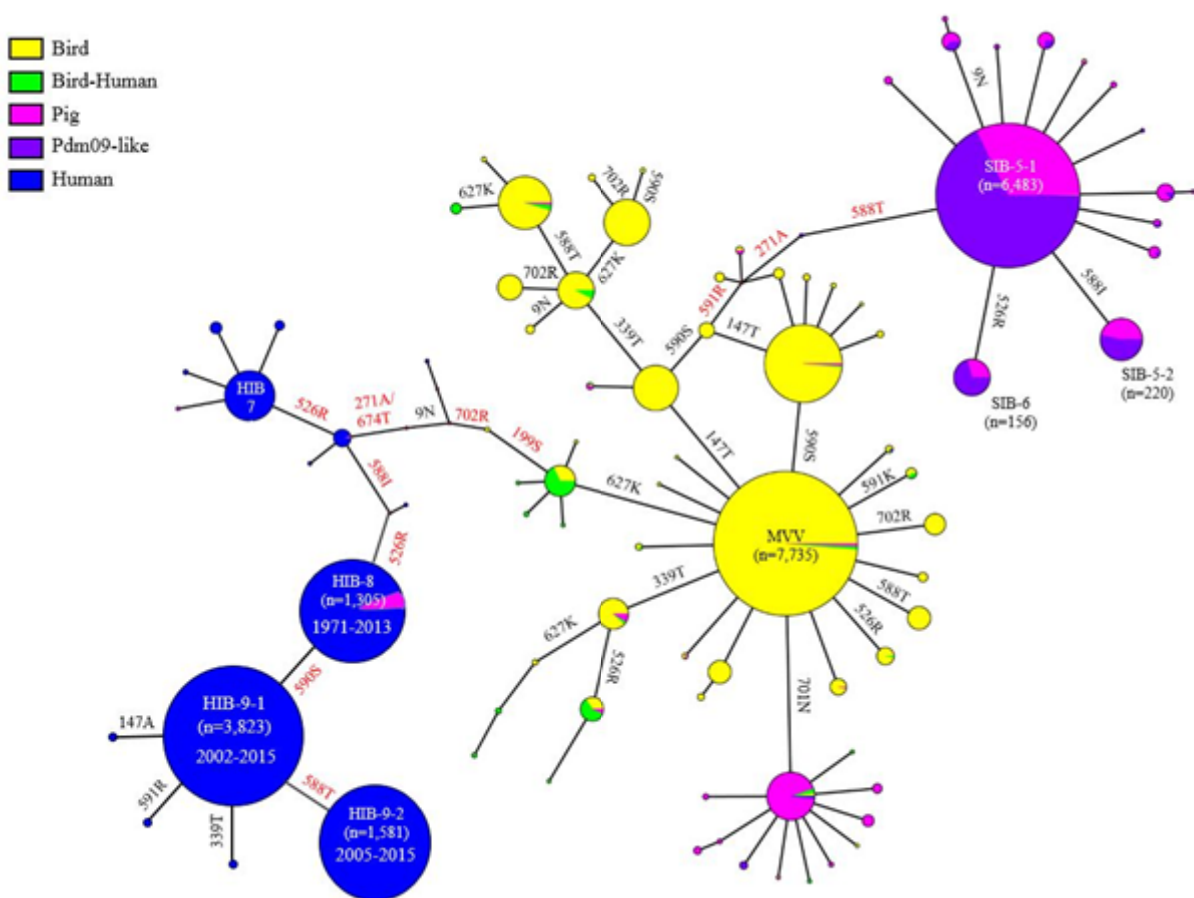 Bird
Bird-Human
Pig
Pdm09-like
Human
9N
SIB-5-1
(n=6,483)
588T
271A
591R
588I
526R
SIB-5-2
(n=220)
SIB-6
(n=156)
627K
702R
590S
588T
627K
702R
9N
339T
590S
147T
147T
590S
HIB
7
526R
271A/
674T
9N
702R
199S
627K
588I
526R
MVV
(n=7,735)
591K
702R
588T
526R
339T
627K
526R
701N
HIB-8
(n=1,305)
1971-2013
590S
HIB-9-1
(n=3,823)
2002-2015
147A
591R
339T
588T
HIB-9-2
(n=1,581)
2005-2015